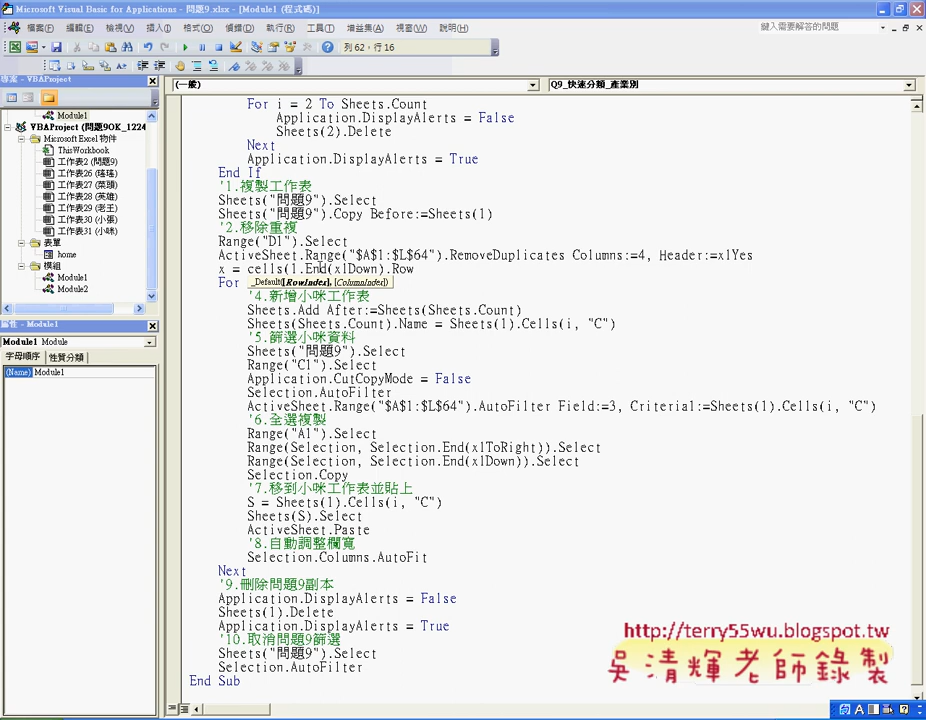 Microsoft Visual Basic for Applications - 問題9.xlsx - [Module1 (程式碼)]
檔案(F) 編輯(E) 檢視(V) 插入(I) 格式(O) 偵錯(D) 執行(R) 工具(T) 增益集(A) 視窗(W) 說明(H) 鍵入需要解答的問題
列 62，行 16
專案 - VBAProject
(一般) Q9_快速分類_產業別
Module1
VBAProject (問題9OK_1224
Microsoft Excel 物件
ThisWorkbook
工作表2 (問題9)
工作表26 (瑤瑤)
工作表27 (菜頭)
工作表28 (英雄)
工作表29 (老王)
工作表30 (小張)
工作表31 (小咪)
表單
home
模組
Module1
Module2
屬性 - Module1
Module1 Module
字母順序 性質分類
(Name) Module1
For i = 2 To Sheets.Count
Application.DisplayAlerts = False
Sheets(2).Delete
Next
Application.DisplayAlerts = True
End If
'1.複製工作表
Sheets("問題9").Select
Sheets("問題9").Copy Before:=Sheets(1)
'2.移除重複
Range("D1").Select
ActiveSheet.Range("$A$1:$L$64").RemoveDuplicates Columns:=4, Header:=xlYes
x = cells(1.End(xlDown).Row
For
_Default([RowIndex], [ColumnIndex])
'4.新增小咪工作表
Sheets.Add After:=Sheets(Sheets.Count)
Sheets(Sheets.Count).Name = Sheets(1).Cells(i, "C")
'5.篩選小咪資料
Sheets("問題9").Select
Range("C1").Select
Application.CutCopyMode = False
Selection.AutoFilter
ActiveSheet.Range("$A$1:$L$64").AutoFilter Field:=3, Criteria1:=Sheets(1).Cells(i, "C")
'6.全選複製
Range("A1").Select
Range(Selection, Selection.End(xlToRight)).Select
Range(Selection, Selection.End(xlDown)).Select
Selection.Copy
'7.移到小咪工作表並貼上
S = Sheets(1).Cells(i, "C")
Sheets(S).Select
ActiveSheet.Paste
'8.自動調整欄寬
Selection.Columns.AutoFit
Next
'9.刪除問題9副本
Application.DisplayAlerts = False
Sheets(1).Delete
Application.DisplayAlerts = True
'10.取消問題9篩選
Sheets("問題9").Select
Selection.AutoFilter
End Sub
http://terry55wu.blogspot.tw
吳清輝老師錄製